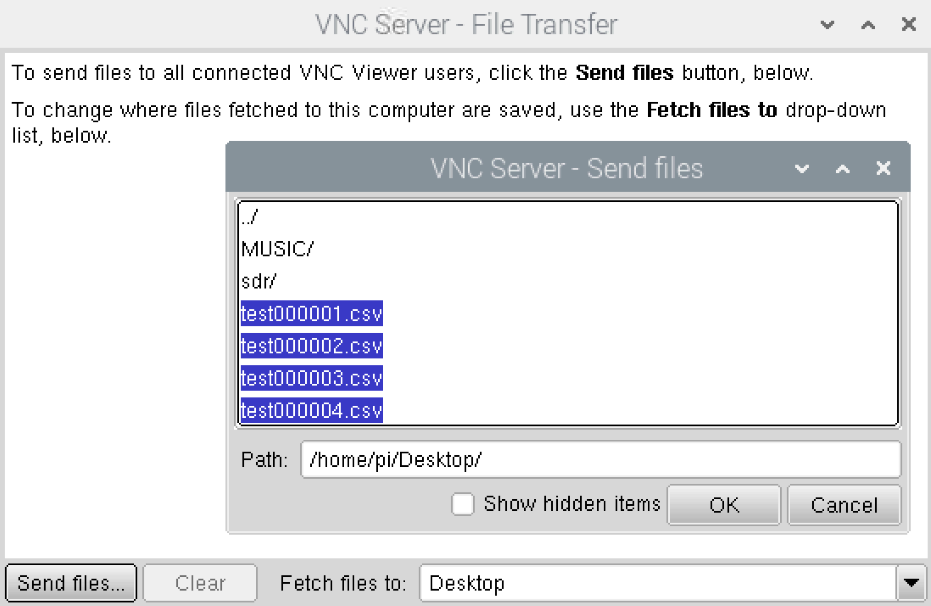 VNC Server - File Transfer
To send files to all connected VNC Viewer users, click the Send files button, below.
To change where files fetched to this computer are saved, use the Fetch files to drop-down
list, below.
VNC Server - Send files
../
MUSIC/
sdr/
test000001.csv
test000002.csv
test000003.csv
test000004.csv
Path: /home/pi/Desktop/
Show hidden items OK Cancel
Send files... Clear Fetch files to: Desktop